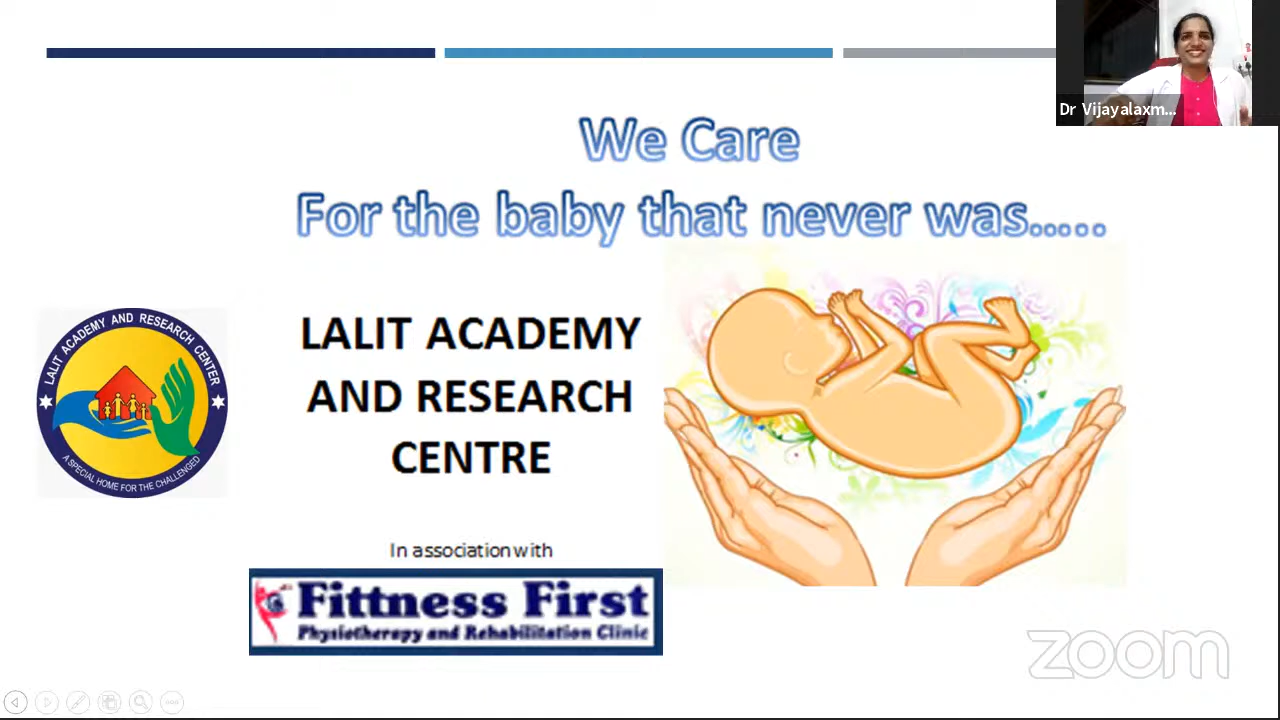 Dr Vijayalaxm...
We Care
For the baby that never was.....
LALIT ACADEMY AND RESEARCH CENTER
A SPECIAL HOME FOR THE CHALLENGED
LALIT ACADEMY
AND RESEARCH
CENTRE
In association with
Fittness First
Physiotherapy and Rehabilitation Clinic
zoom